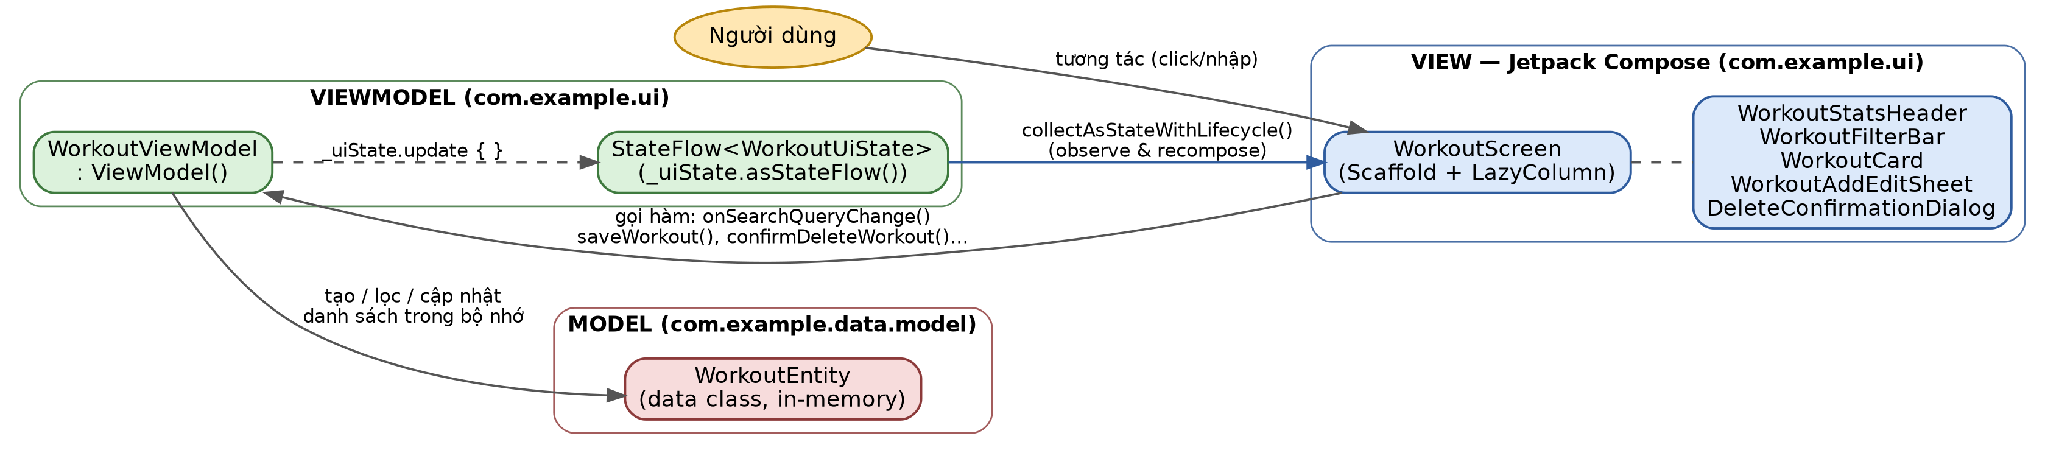 Người dùng
tương tác (click/nhập)
VIEWMODEL (com.example.ui)
WorkoutViewModel
: ViewModel()
_uiState.update { }
StateFlow<WorkoutUiState>
(_uiState.asStateFlow())
collectAsStateWithLifecycle()
(observe & recompose)
VIEW — Jetpack Compose (com.example.ui)
WorkoutScreen
(Scaffold + LazyColumn)
WorkoutStatsHeader
WorkoutFilterBar
WorkoutCard
WorkoutAddEditSheet
DeleteConfirmationDialog
gọi hàm: onSearchQueryChange()
saveWorkout(), confirmDeleteWorkout()...
tạo / lọc / cập nhật
danh sách trong bộ nhớ
MODEL (com.example.data.model)
WorkoutEntity
(data class, in-memory)